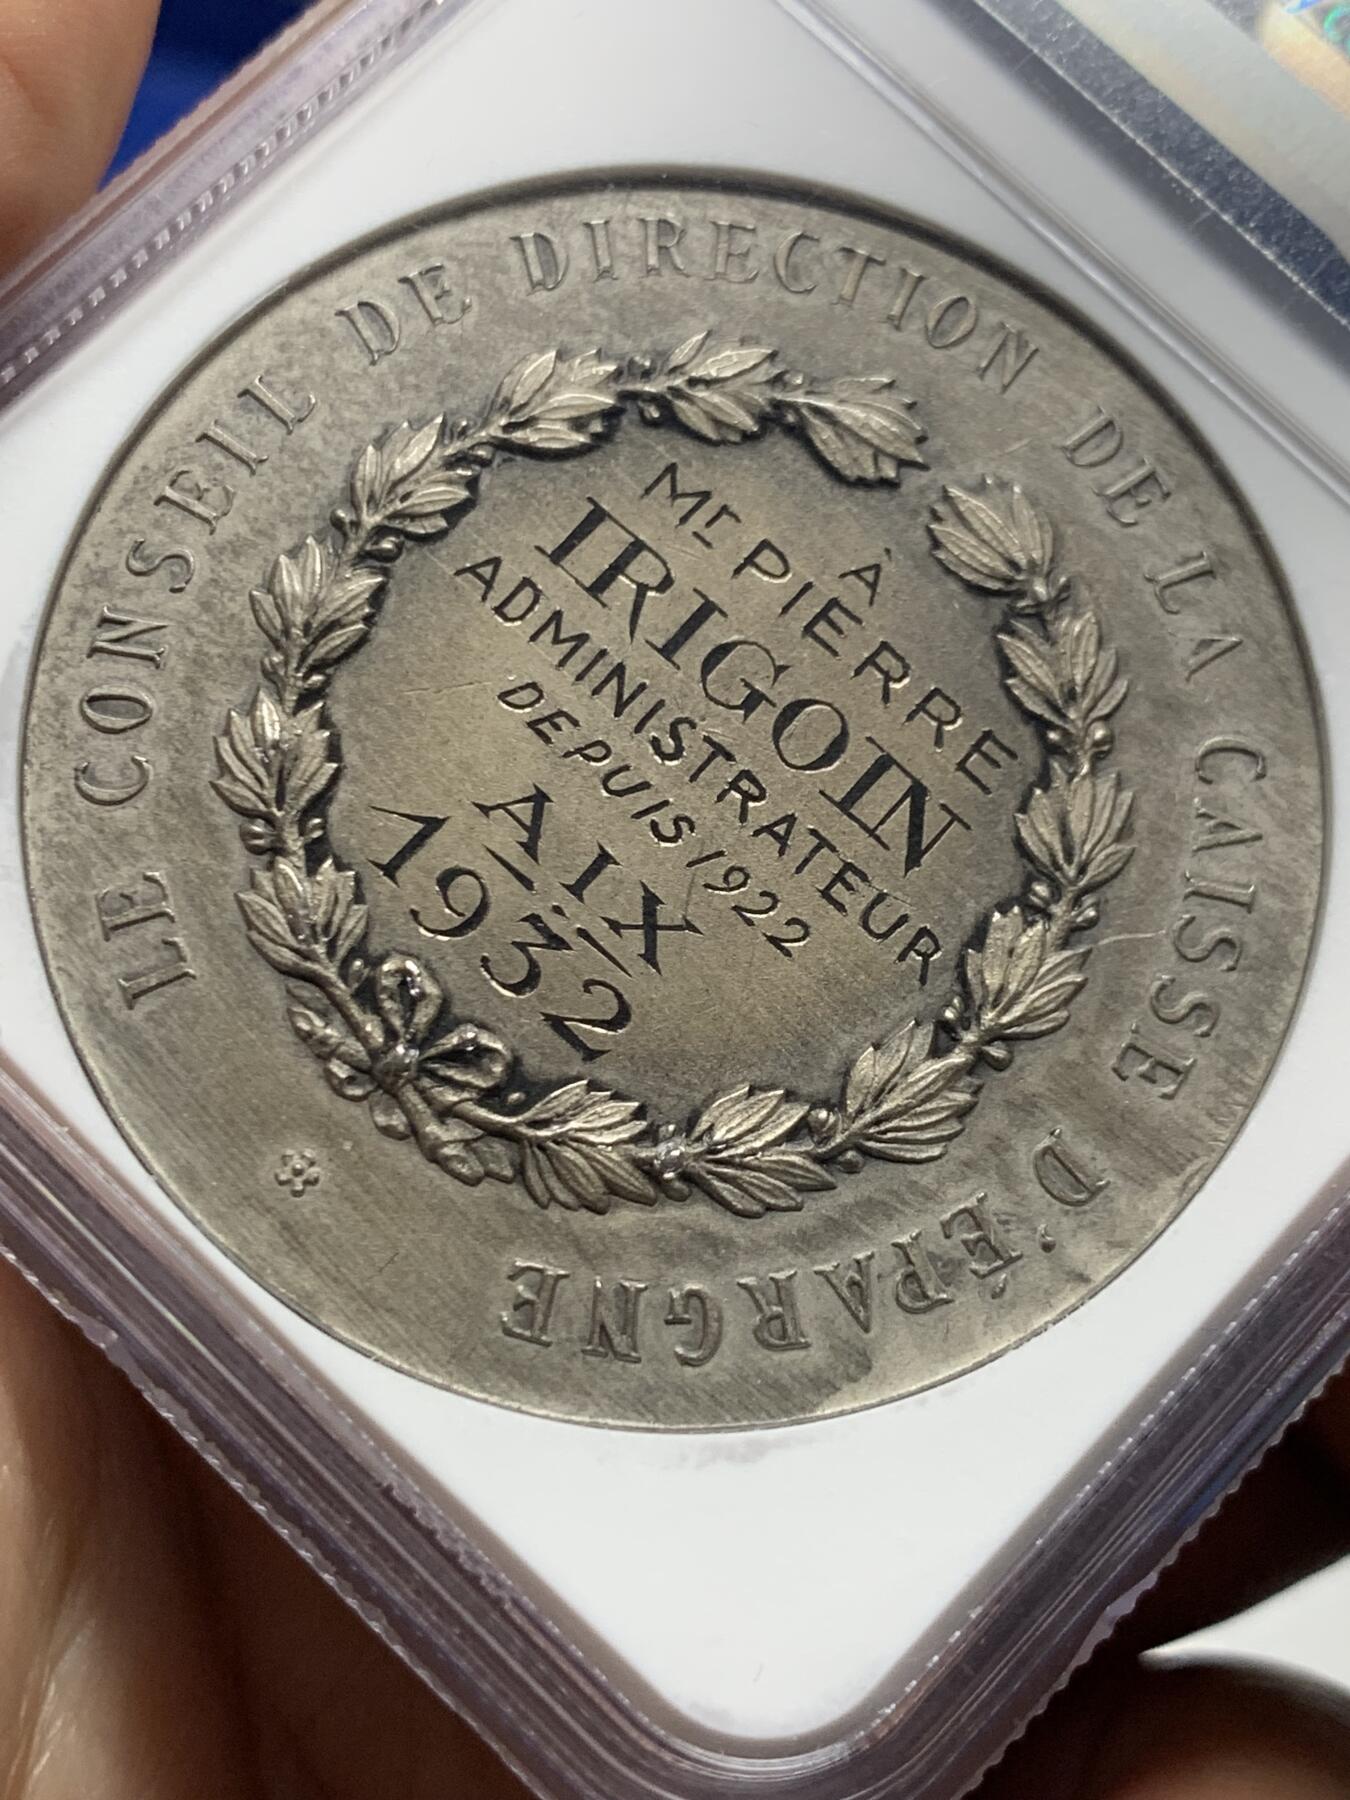 LE CONSEIL DE DIRECTION DE LA CAISSE D'ÉPARGNE
À
Mr PIERRE
IRIGOIN
ADMINISTRATEUR
DEPUIS 1922
AIX
1932